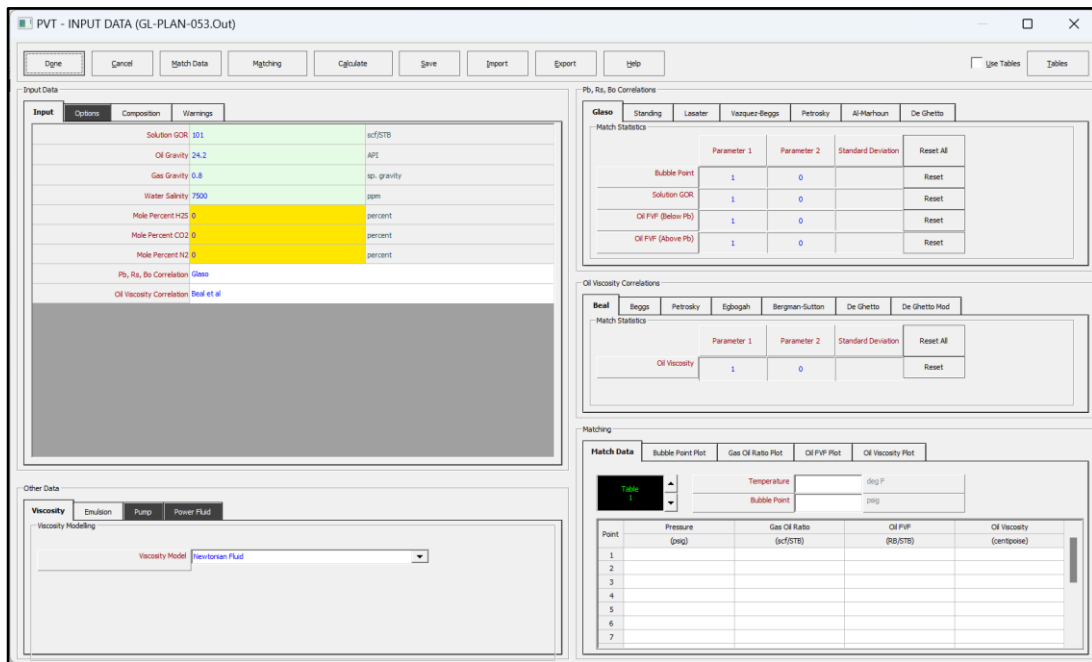 PVT - INPUT DATA (GL-PLAN-053.Out)
Done Cancel Match Data Matching Calculate Save Import Export Help Use Tables Tables
Input Data
Input Options Composition Warnings
Solution GOR 101 scf/STB
Oil Gravity 24.2 API
Gas Gravity 0.8 sp. gravity
Water Salinity 7500 ppm
Mole Percent H2S 0 percent
Mole Percent CO2 0 percent
Mole Percent N2 0 percent
Pb, Rs, Bo Correlation Glaso
Oil Viscosity Correlation Beal et al
Other Data
Viscosity Emulsion Pump Power Fluid
Viscosity Modelling
Viscosity Model Newtonian Fluid
Pb, Rs, Bo Correlations
Glaso Standing Lasater Vazquez-Beggs Petrosky Al-Marhoun De Ghetto
Match Statistics
Parameter 1 Parameter 2 Standard Deviation Reset All
Bubble Point 1 0 Reset
Solution GOR 1 0 Reset
Oil FVF (Below Pb) 1 0 Reset
Oil FVF (Above Pb) 1 0 Reset
Oil Viscosity Correlations
Beal Beggs Petrosky Egbogah Bergman-Sutton De Ghetto De Ghetto Mod
Match Statistics
Parameter 1 Parameter 2 Standard Deviation Reset All
Oil Viscosity 1 0 Reset
Matching
Match Data Bubble Point Plot Gas Oil Ratio Plot Oil FVF Plot Oil Viscosity Plot
Table
1
Temperature deg F
Bubble Point psig
Point Pressure Gas Oil Ratio Oil FVF Oil Viscosity
(psig) (scf/STB) (RB/STB) (centipoise)
1
2
3
4
5
6
7